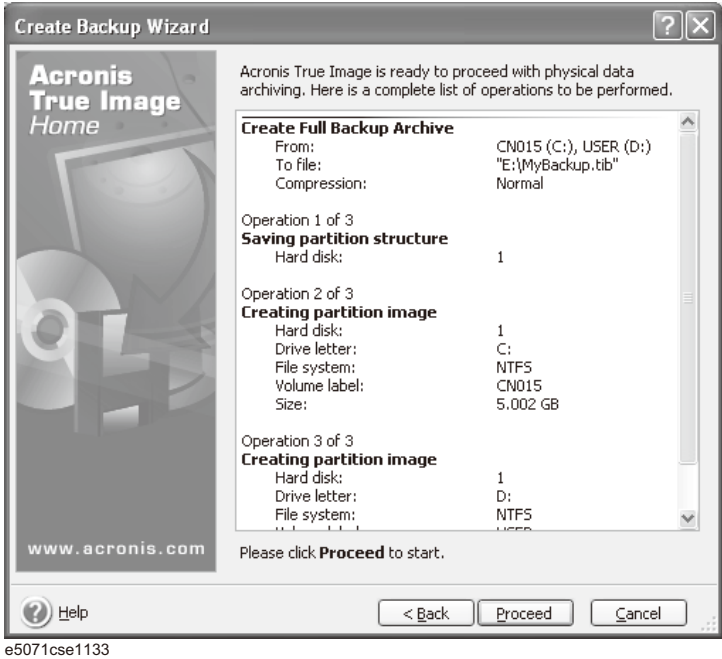 Create Backup Wizard
Acronis
True Image
Home
www.acronis.com
Acronis True Image is ready to proceed with physical data
archiving. Here is a complete list of operations to be performed.
Create Full Backup Archive
From: CN015 (C:), USER (D:)
To file: "E:\MyBackup.tib"
Compression: Normal
Operation 1 of 3
Saving partition structure
Hard disk: 1
Operation 2 of 3
Creating partition image
Hard disk: 1
Drive letter: C:
File system: NTFS
Volume label: CN015
Size: 5.002 GB
Operation 3 of 3
Creating partition image
Hard disk: 1
Drive letter: D:
File system: NTFS
Please click Proceed to start.
Help
< Back Proceed Cancel
e5071cse1133